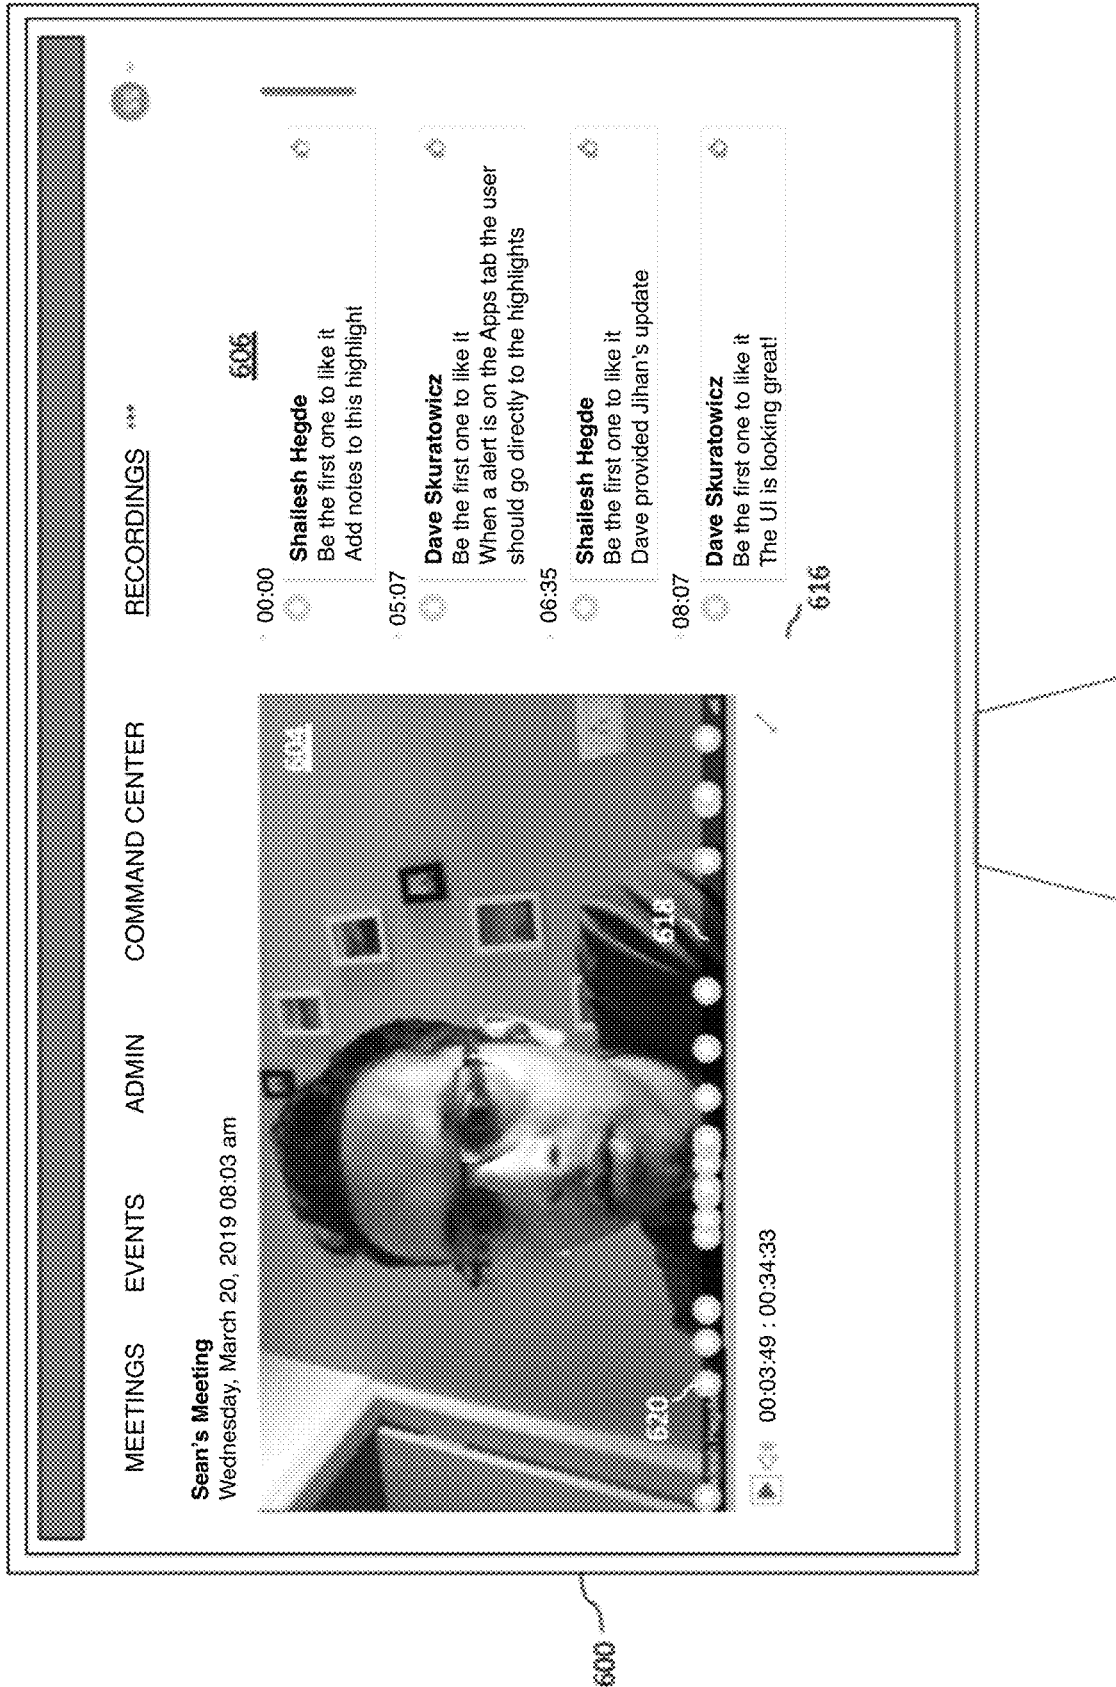 MEETINGS EVENTS ADMIN COMMAND CENTER RECORDINGS ...
Sean's Meeting
Wednesday, March 20, 2019 08:03 am
604
618
620
00:03:49 : 00:34:33
606
00:00
Shailesh Hegde
Be the first one to like it
Add notes to this highlight
05:07
Dave Skuratowicz
Be the first one to like it
When a alert is on the Apps tab the user
should go directly to the highlights
06:35
Shailesh Hegde
Be the first one to like it
Dave provided Jihan's update
08:07
Dave Skuratowicz
Be the first one to like it
The UI is looking great!
616
600